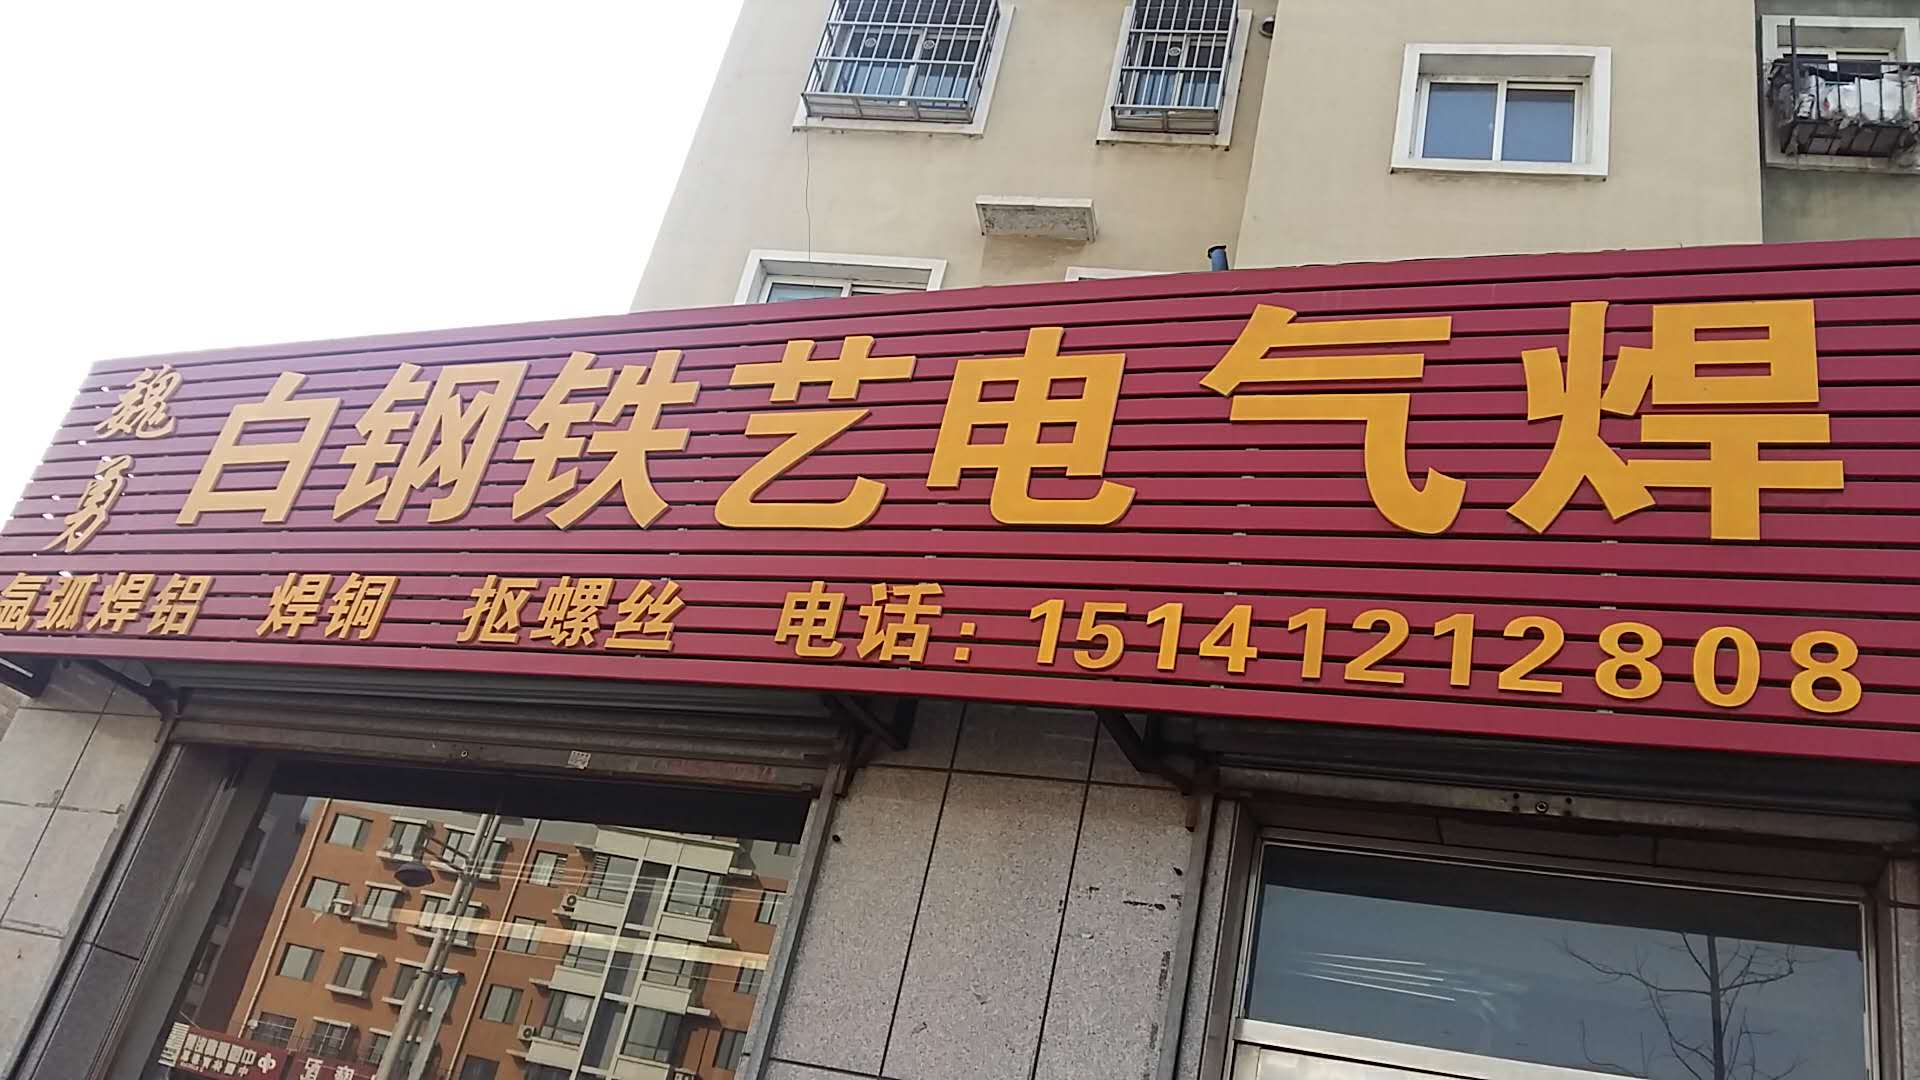 魏勇
白钢铁艺电气焊
氩弧焊铝 焊铜 抠螺丝 电话：15141212808